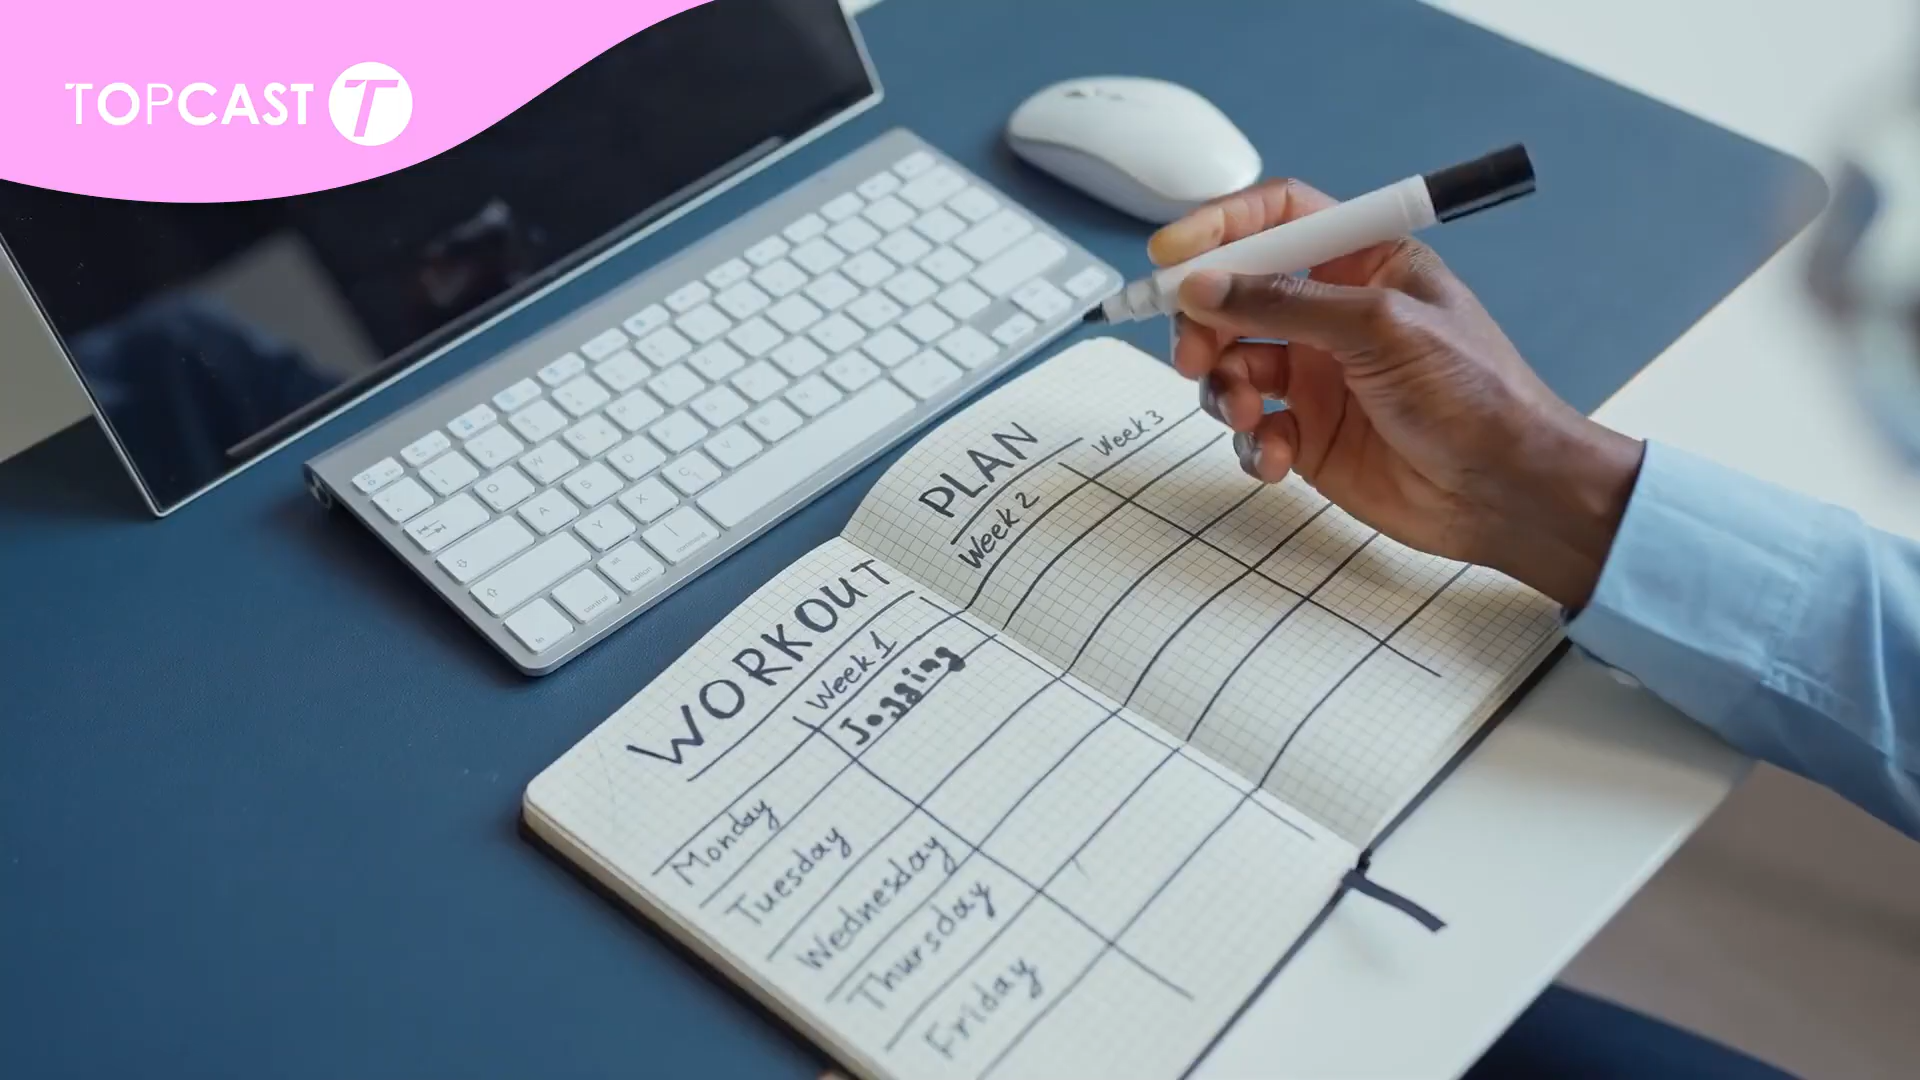 TOPCAST T
WORKOUT PLAN
Week 1 Week 2 Week 3
Monday Jogging
Tuesday
Wednesday
Thursday
Friday